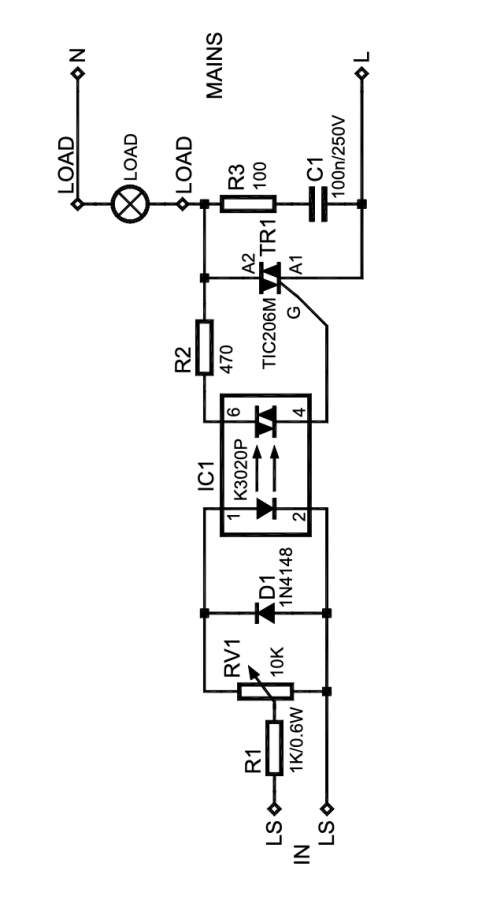 N
LOAD
LOAD
LOAD
MAINS
L
R3
100
C1
100n/250V
A2
TR1
A1
G
TIC206M
R2
470
IC1
K3020P
6
4
1
2
D1
1N4148
RV1
10K
R1
1K/0.6W
LS
IN
LS